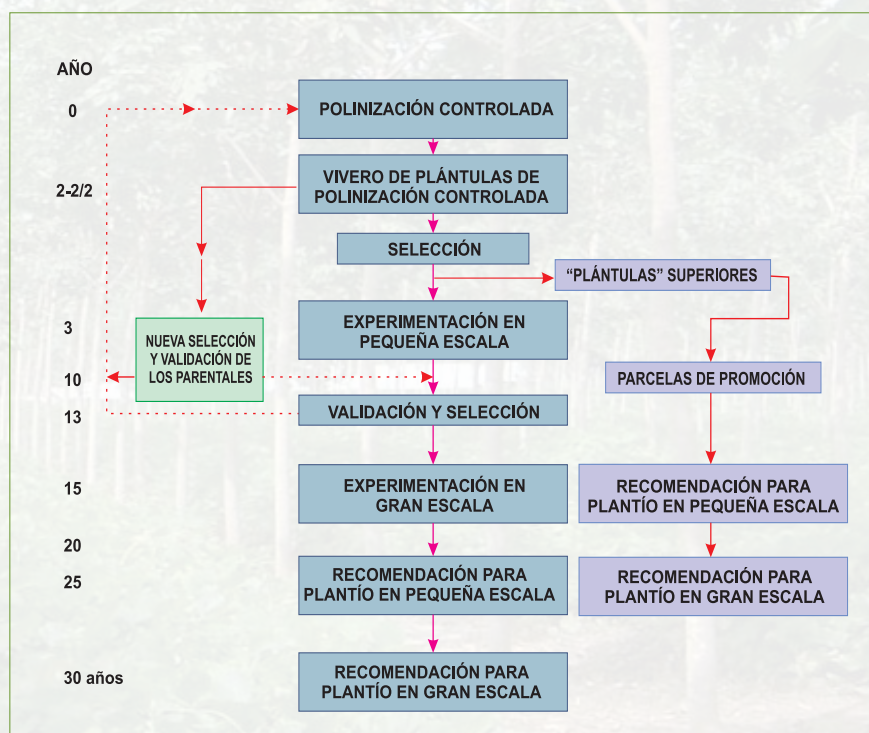 AÑO
0
POLINIZACIÓN CONTROLADA
2-2/2
VIVERO DE PLÁNTULAS DE
POLINIZACIÓN CONTROLADA
SELECCIÓN
“PLÁNTULAS” SUPERIORES
3
EXPERIMENTACIÓN EN
PEQUEÑA ESCALA
NUEVA SELECCIÓN
Y VALIDACIÓN DE
LOS PARENTALES
10
PARCELAS DE PROMOCIÓN
13
VALIDACIÓN Y SELECCIÓN
15
EXPERIMENTACIÓN EN
GRAN ESCALA
RECOMENDACIÓN PARA
PLANTÍO EN PEQUEÑA ESCALA
20
25
RECOMENDACIÓN PARA
PLANTÍO EN PEQUEÑA ESCALA
RECOMENDACIÓN PARA
PLANTÍO EN GRAN ESCALA
30 años
RECOMENDACIÓN PARA
PLANTÍO EN GRAN ESCALA